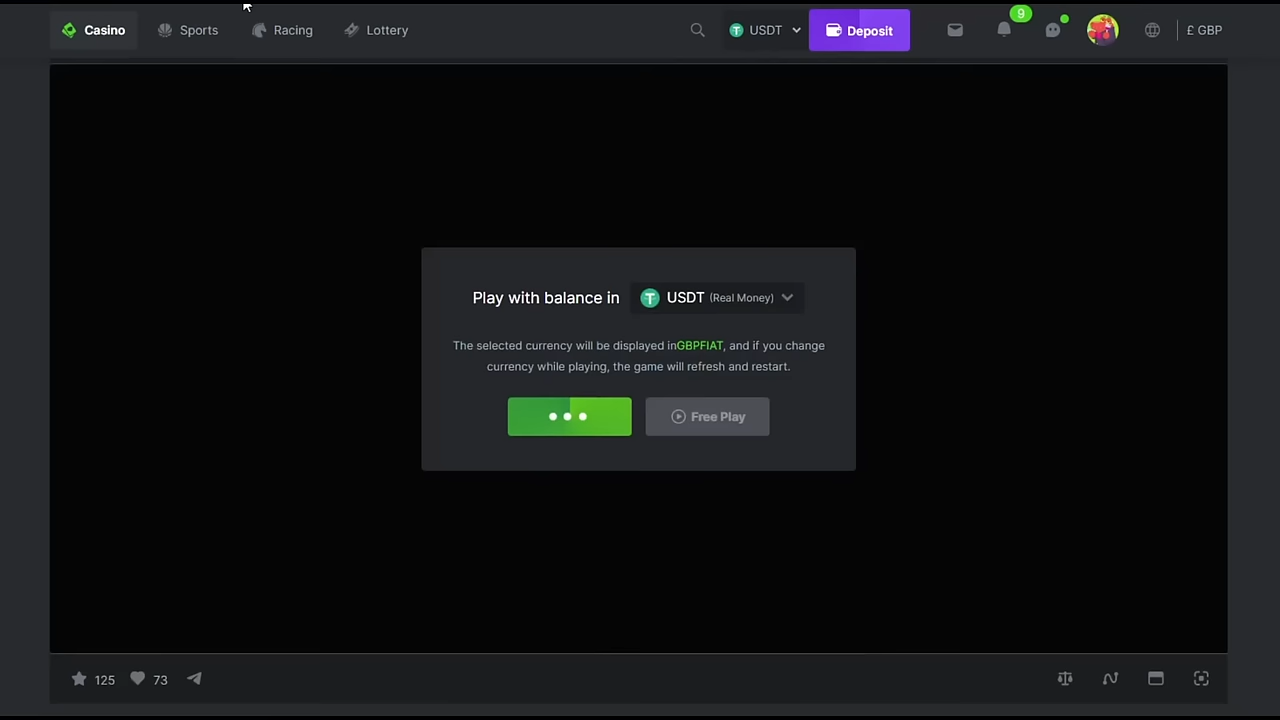 Casino Sports Racing Lottery USDT Deposit 9 £ GBP
Play with balance in USDT (Real Money)
The selected currency will be displayed inGBPFIAT, and if you change
currency while playing, the game will refresh and restart.
Free Play
125 73